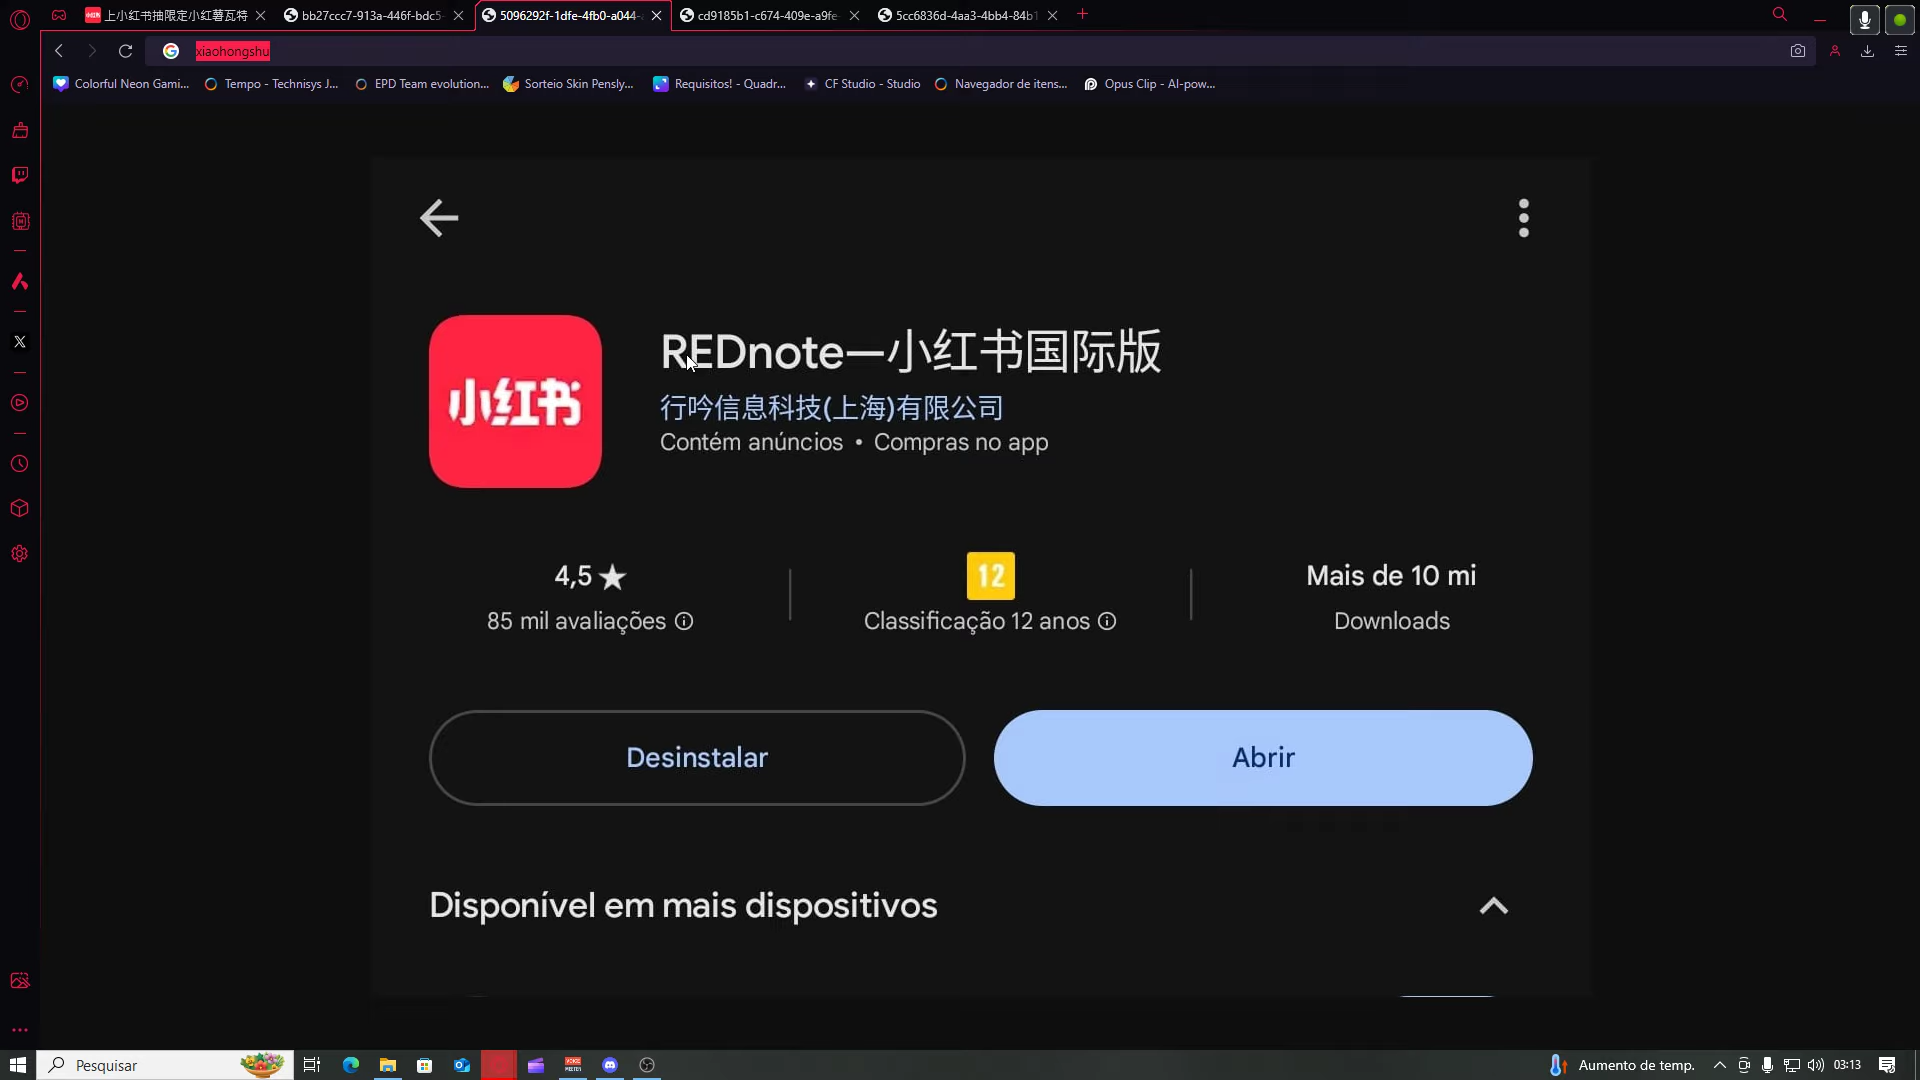 上小红书抽限定小红薯瓦特
bb27ccc7-913a-446f-bdc5-
5096292f-1dfe-4fb0-a044-
cd9185b1-c674-409e-a9fe-
5cc6836d-4aa3-4bb4-84b1
xiaohongshu
Colorful Neon Gami...
Tempo - Technisys J...
EPD Team evolution...
Sorteio Skin Pensly...
Requisitos! - Quadr...
CF Studio - Studio
Navegador de itens...
Opus Clip - AI-pow...
REDnote—小红书国际版
小红书
行吟信息科技(上海)有限公司
Contém anúncios • Compras no app
4,5 ★
12
Mais de 10 mi
85 mil avaliações
Classificação 12 anos
Downloads
Desinstalar
Abrir
Disponível em mais dispositivos
Pesquisar
Aumento de temp.
03:13